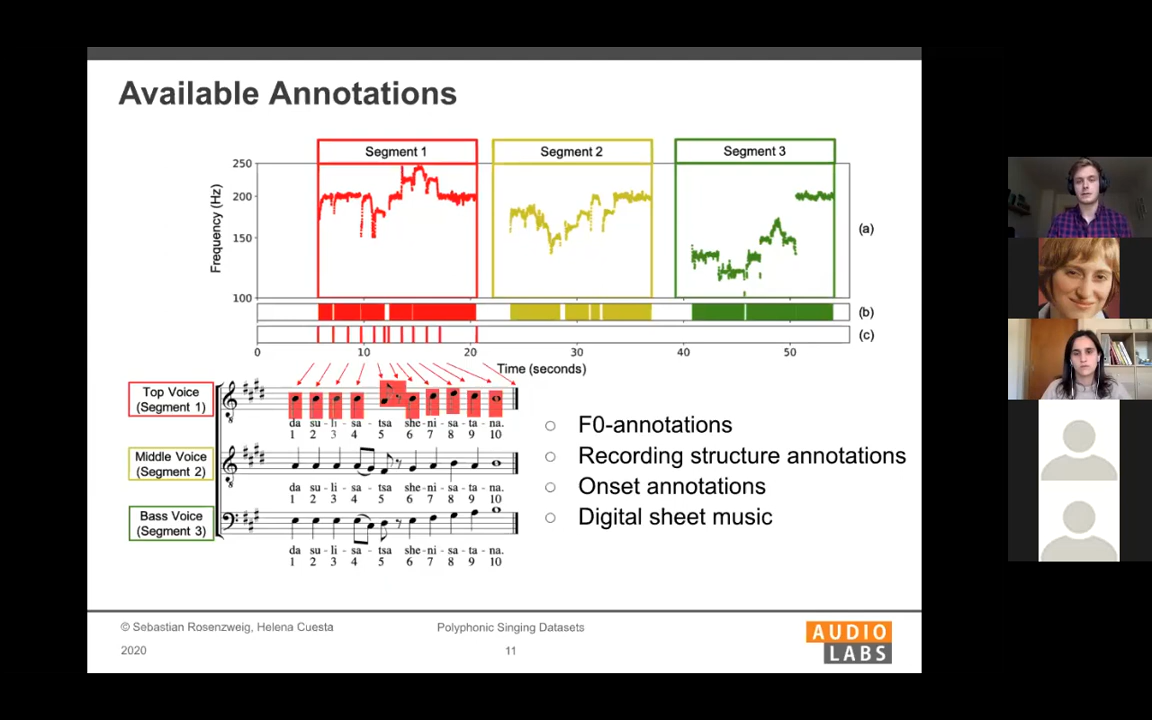 Available Annotations
Segment 1 Segment 2 Segment 3
250
200
150
100
Frequency (Hz)
(a)
(b)
(c)
0 10 20 30 40 50
Time (seconds)
Top Voice
(Segment 1)
da su - li - sa - tsa she - ni - sa - ta - na.
1 2 3 4 5 6 7 8 9 10
Middle Voice
(Segment 2)
da su - li - sa - tsa she - ni - sa - ta - na.
1 2 3 4 5 6 7 8 9 10
Bass Voice
(Segment 3)
da su - li - sa - tsa she - ni - sa - ta - na.
1 2 3 4 5 6 7 8 9 10
○ F0-annotations
○ Recording structure annotations
○ Onset annotations
○ Digital sheet music
© Sebastian Rosenzweig, Helena Cuesta
Polyphonic Singing Datasets
2020
11
AUDIO
LABS